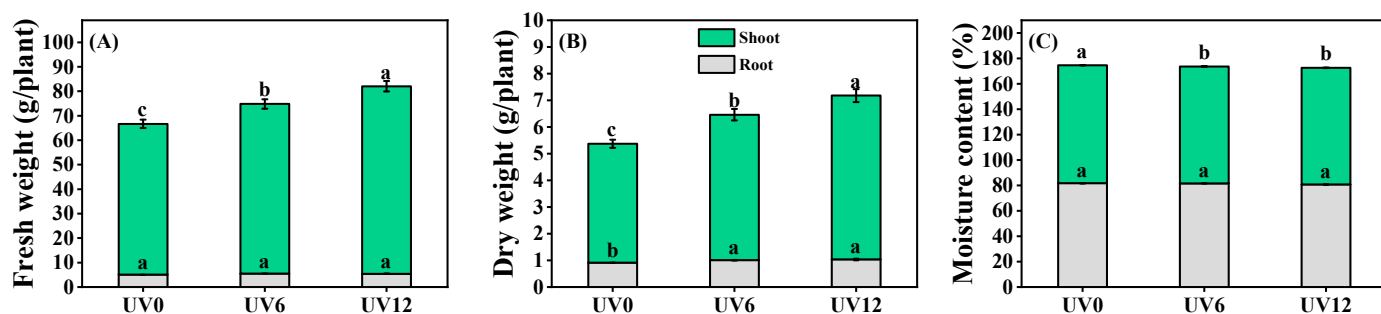 Fresh weight (g/plant)
(A)
100
90
80
70
60
50
40
30
20
10
0
c
b
a
a
a
a
UV0 UV6 UV12
Dry weight (g/plant)
(B)
Shoot
Root
10
9
8
7
6
5
4
3
2
1
0
c
b
a
b
a
a
UV0 UV6 UV12
Moisture content (%)
(C)
200
180
160
140
120
100
80
60
40
20
0
a
b
b
a
a
a
UV0 UV6 UV12